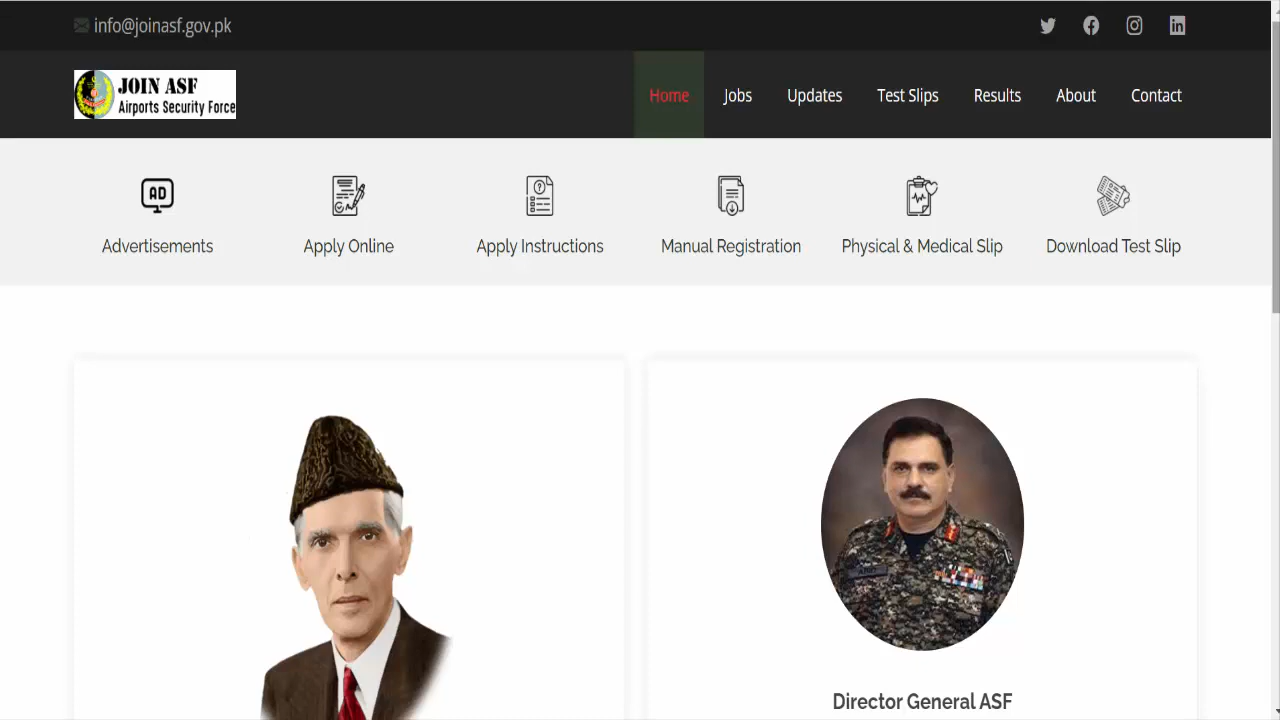 info@joinasf.gov.pk
JOIN ASF
Airports Security Force
Home Jobs Updates Test Slips Results About Contact
AD
Advertisements Apply Online Apply Instructions Manual Registration Physical & Medical Slip Download Test Slip
Director General ASF